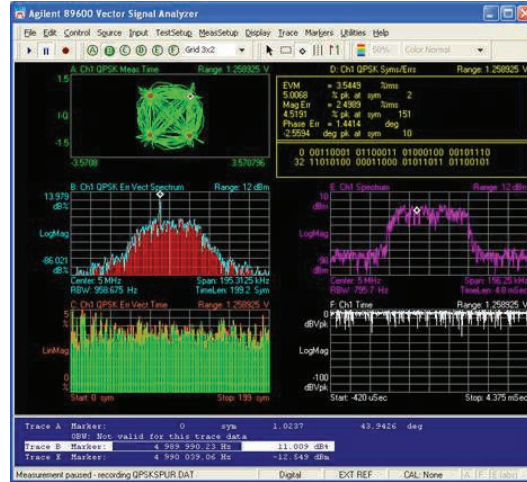 Agilent 89600 Vector Signal Analyzer
File Edit Control Source Input TestSetup MeasSetup Display Trace Markers Utilities Help
A B C D E F Grid 3x2 50% Color Normal
A: Ch1 QPSK Meas Time Range: 1.258925 V
1.5
I-Q
-1.5
-3.5708 3.570796
D: Ch1 QPSK Syms/Errs Range: 1.258925 V
EVM = 3.5449 %rms
5.0068 % pk at sym 2
Mag Err = 2.4989 %rms
4.5191 % pk at sym 151
Phase Err = 1.4414 deg
-2.5594 deg pk at sym 10
0 00110001 01100011 01000100 00101110
32 11010100 00011000 01011011 01100101
B: Ch1 QPSK Err Vect Spectrum Range: 12 dBm
13.979
dB%
LogMag
-66.021
dB%
Center: 5 MHz Span: 195.3125 kHz
RBW: 958.675 Hz TimeLen: 199.2 Sym
E: Ch1 Spectrum Range: 12 dBm
10
dBm
LogMag
dBm
Center: 5 MHz Span: 156.25 kHz
RBW: 795.7 Hz TimeLen: 4.8 mSec
C: Ch1 QPSK Err Vect Time Range: 1.258925 V
5
%
LinMag
0
%
Start: 0 sym Stop: 199 sym
F: Ch1 Time Range: 1.258925 V
0
dBVpk
LogMag
-100
dBVpk
Start: -420 uSec Stop: 4.375 mSec
Trace A Marker: 0 sym 1.0237 43.9426 deg
OBW: Not valid for this trace data
Trace B Marker: 4 989 990.23 Hz 11.009 dB%
Trace E Marker: 4 990 039.06 Hz -12.549 dBm
Measurement paused - recording QPSKSPUR.DAT Digital EXT REF CAL: None